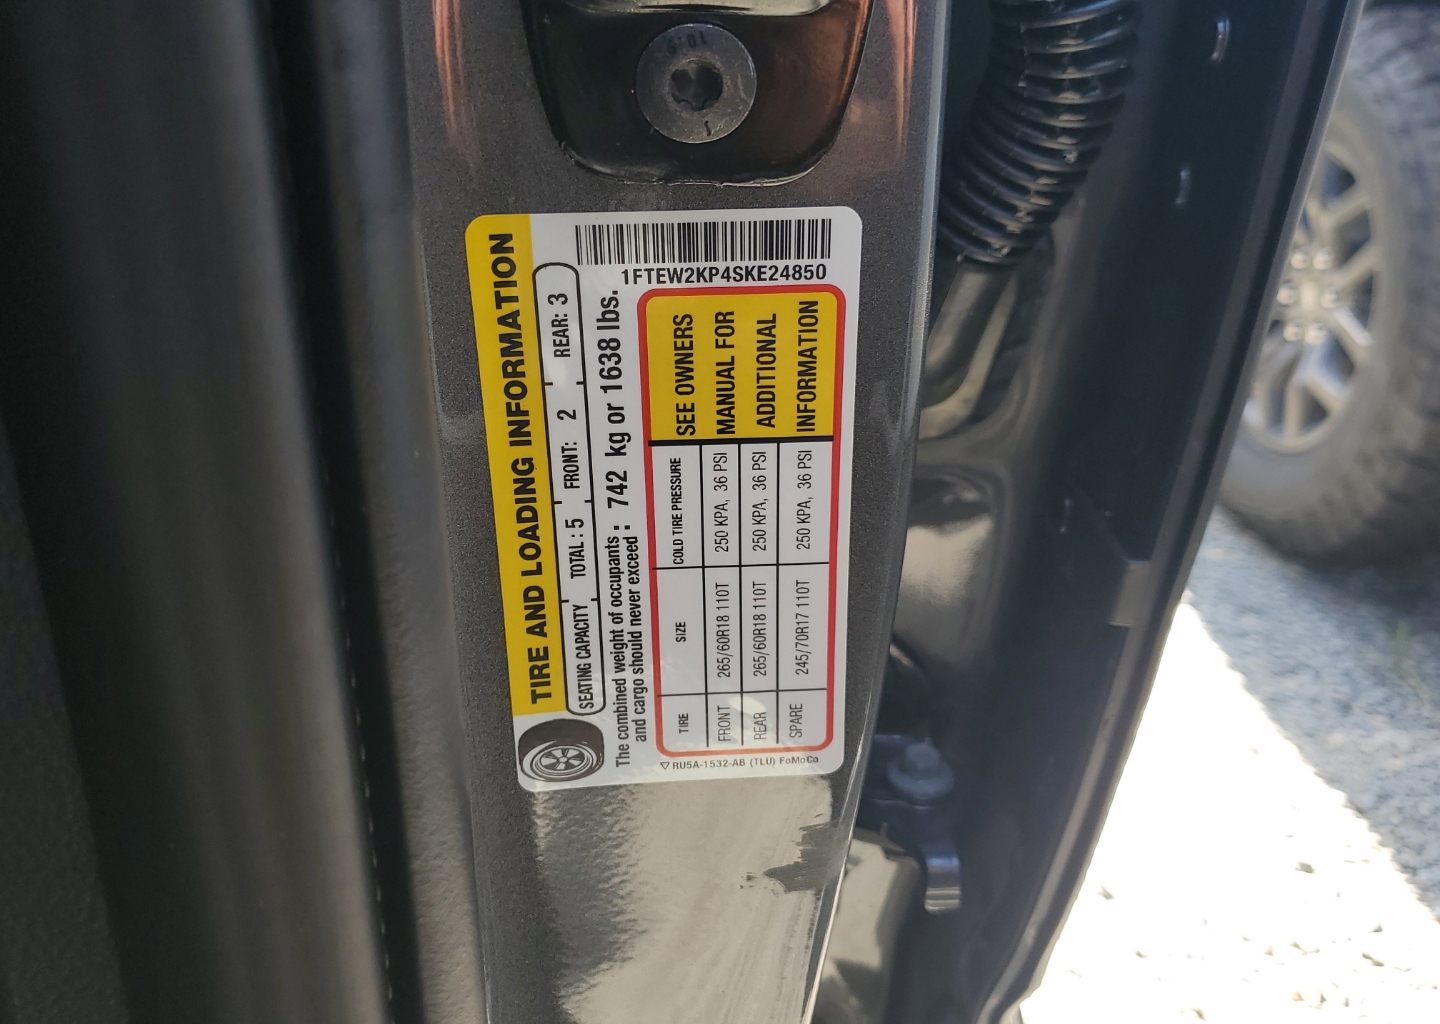 TIRE AND LOADING INFORMATION
1FTEW2KP4SKE24850
SEATING CAPACITY TOTAL: 5 FRONT: 2 REAR: 3
The combined weight of occupants and cargo should never exceed : 742 kg or 1638 lbs.
TIRE SIZE COLD TIRE PRESSURE
FRONT 265/60R18 110T 250 KPA, 36 PSI
REAR 265/60R18 110T 250 KPA, 36 PSI
SPARE 245/70R17 110T 250 KPA, 36 PSI
SEE OWNERS
MANUAL FOR
ADDITIONAL
INFORMATION
RU5A-1532-AB (TLU) FoMoCo